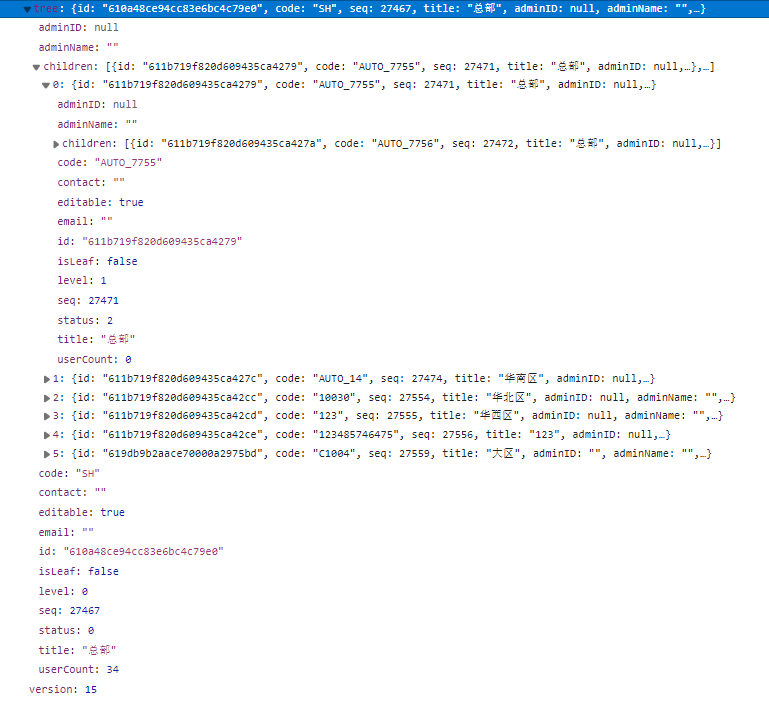 tree: {id: "610a48ce94cc83e6bc4c79e0", code: "SH", seq: 27467, title: "总部", adminID: null, adminName: "",…}
adminID: null
adminName: ""
children: [{id: "611b719f820d609435ca4279", code: "AUTO_7755", seq: 27471, title: "总部", adminID: null,…},…]
0: {id: "611b719f820d609435ca4279", code: "AUTO_7755", seq: 27471, title: "总部", adminID: null,…}
adminID: null
adminName: ""
children: [{id: "611b719f820d609435ca427a", code: "AUTO_7756", seq: 27472, title: "总部", adminID: null,…}]
code: "AUTO_7755"
contact: ""
editable: true
email: ""
id: "611b719f820d609435ca4279"
isLeaf: false
level: 1
seq: 27471
status: 2
title: "总部"
userCount: 0
1: {id: "611b719f820d609435ca427c", code: "AUTO_14", seq: 27474, title: "华南区", adminID: null,…}
2: {id: "611b719f820d609435ca42cc", code: "10030", seq: 27554, title: "华北区", adminID: null, adminName: "",…}
3: {id: "611b719f820d609435ca42cd", code: "123", seq: 27555, title: "华西区", adminID: null, adminName: "",…}
4: {id: "611b719f820d609435ca42ce", code: "123485746475", seq: 27556, title: "123", adminID: null,…}
5: {id: "619db9b2aace70000a2975bd", code: "C1004", seq: 27559, title: "大区", adminID: "", adminName: "",…}
code: "SH"
contact: ""
editable: true
email: ""
id: "610a48ce94cc83e6bc4c79e0"
isLeaf: false
level: 0
seq: 27467
status: 0
title: "总部"
userCount: 34
version: 15